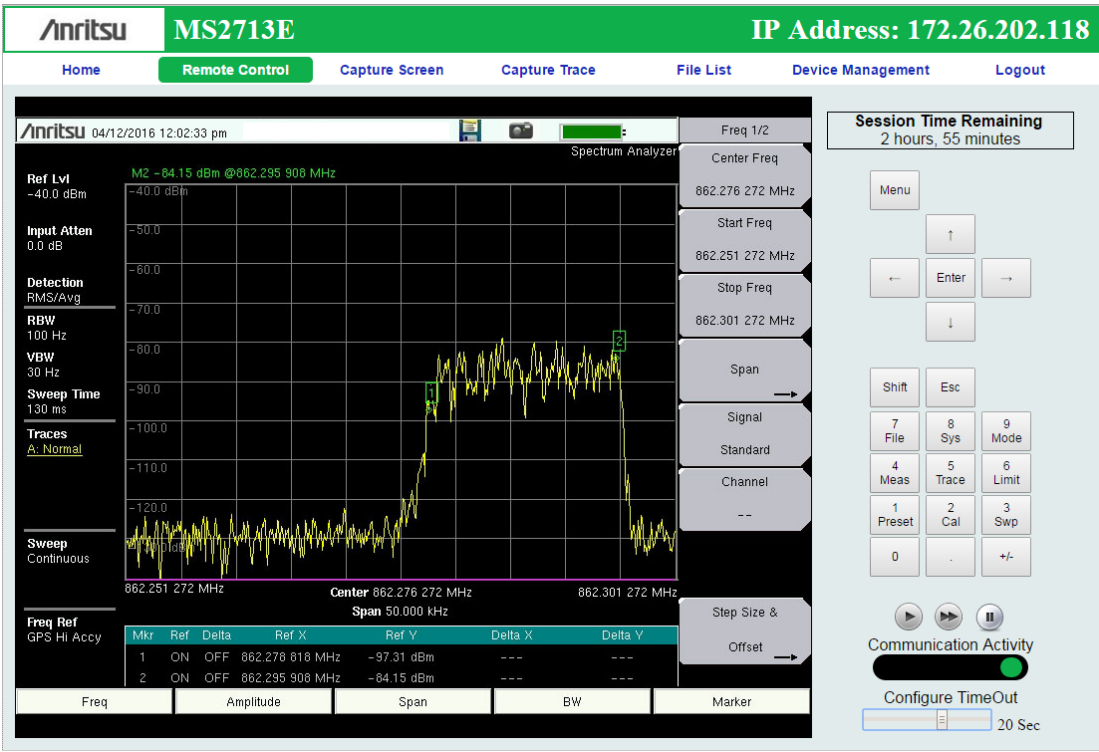 Anritsu MS2713E IP Address: 172.26.202.118
Home Remote Control Capture Screen Capture Trace File List Device Management Logout
Anritsu 04/12/2016 12:02:33 pm
Spectrum Analyzer
M2 -84.15 dBm @862.295 908 MHz
Ref Lvl
-40.0 dBm
Input Atten
0.0 dB
Detection
RMS/Avg
RBW
100 Hz
VBW
30 Hz
Sweep Time
130 ms
Traces
A: Normal
Sweep
Continuous
Freq Ref
GPS Hi Accy
-40.0 dBm
-50.0
-60.0
-70.0
-80.0
-90.0
-100.0
-110.0
-120.0
1
2
862.251 272 MHz
Center 862.276 272 MHz
862.301 272 MHz
Span 50.000 kHz
Mkr Ref Delta Ref X Ref Y Delta X Delta Y
1 ON OFF 862.278 818 MHz -97.31 dBm --- ---
2 ON OFF 862.295 908 MHz -84.15 dBm --- ---
Freq Amplitude Span BW Marker
Freq 1/2
Center Freq
862.276 272 MHz
Start Freq
862.251 272 MHz
Stop Freq
862.301 272 MHz
Span
Signal
Standard
Channel
--
Step Size &
Offset
Session Time Remaining
2 hours, 55 minutes
Menu
↑
← Enter →
↓
Shift Esc
7 8 9
File Sys Mode
4 5 6
Meas Trace Limit
1 2 3
Preset Cal Swp
0 . +/-
Communication Activity
Configure TimeOut
20 Sec